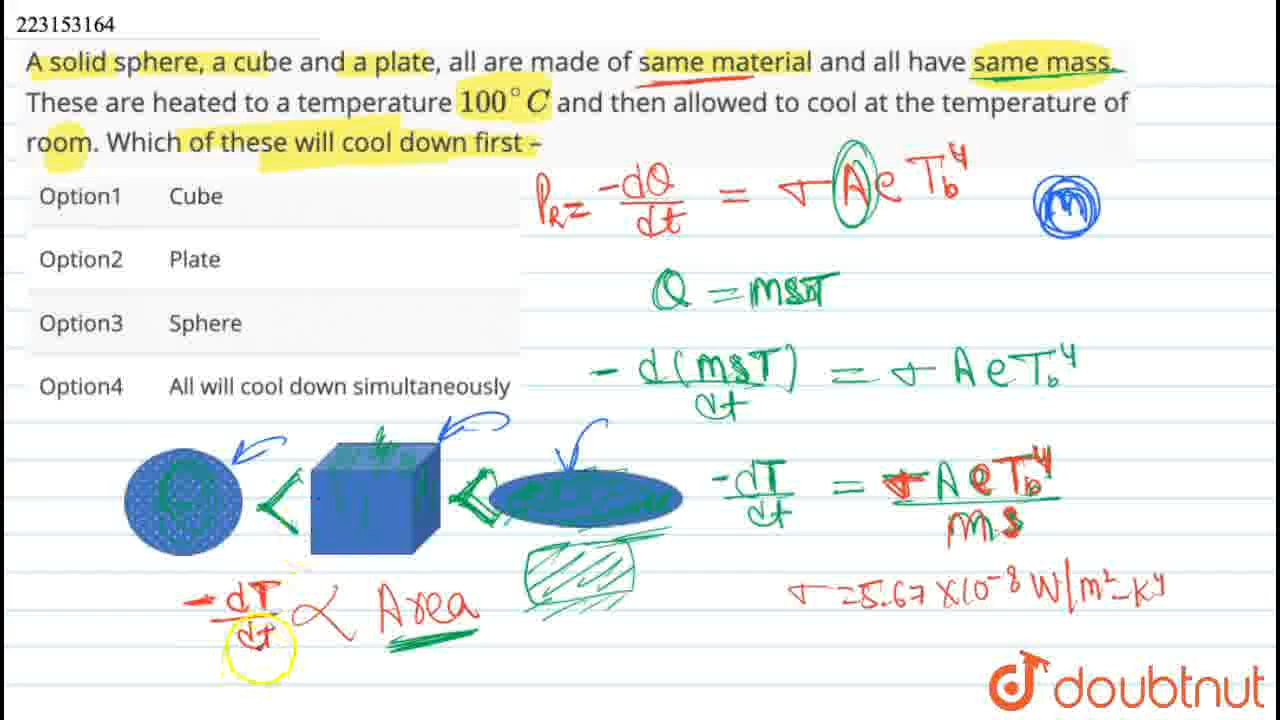 223153164
A solid sphere, a cube and a plate, all are made of same material and all have same mass.
These are heated to a temperature 100°C and then allowed to cool at the temperature of
room. Which of these will cool down first –
Option1 Cube
Option2 Plate
Option3 Sphere
Option4 All will cool down simultaneously
P_R = -dQ/dt = σAeT_b^4
m
Q = msT
-d(msT)/dt = σAeT_b^4
< <
-dT/dt = σAeT_b^4/ms
σ = 5.67 × 10^-8 W/m²-K^4
-dT/dt ∝ Area
doubtnut